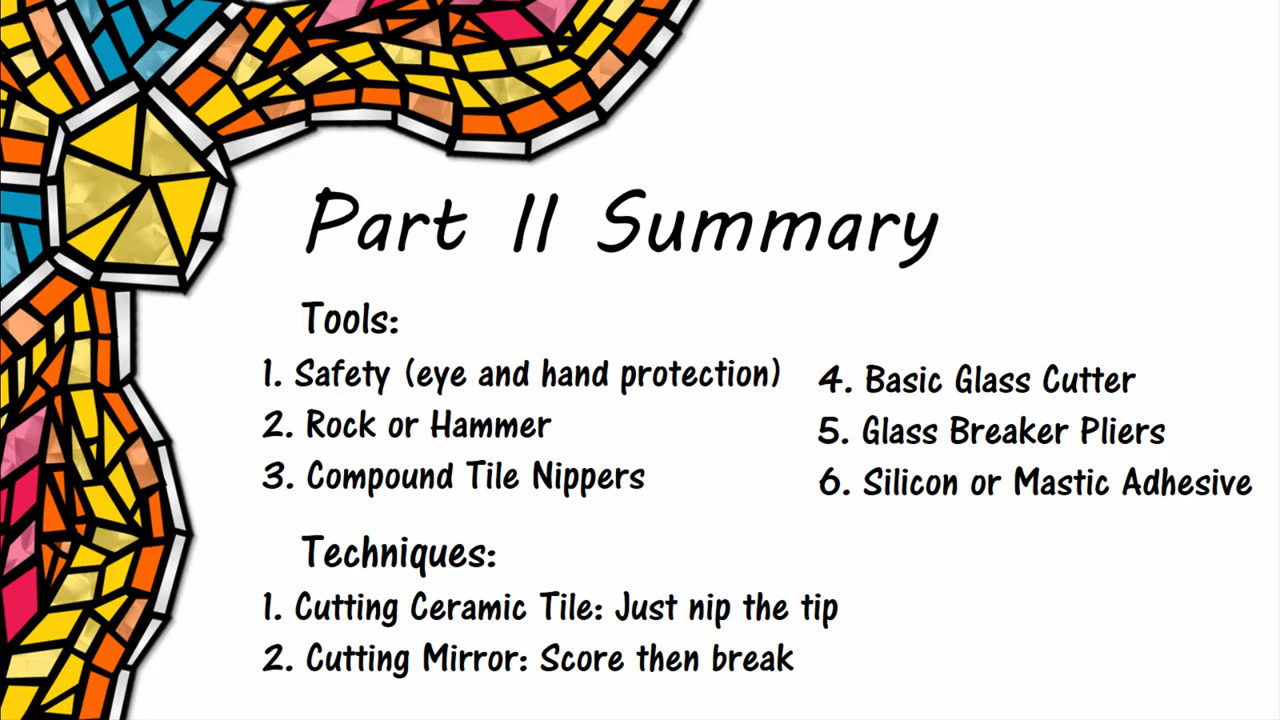 Part II Summary
Tools:
1. Safety (eye and hand protection)
2. Rock or Hammer
3. Compound Tile Nippers
4. Basic Glass Cutter
5. Glass Breaker Pliers
6. Silicon or Mastic Adhesive
Techniques:
1. Cutting Ceramic Tile: Just nip the tip
2. Cutting Mirror: Score then break